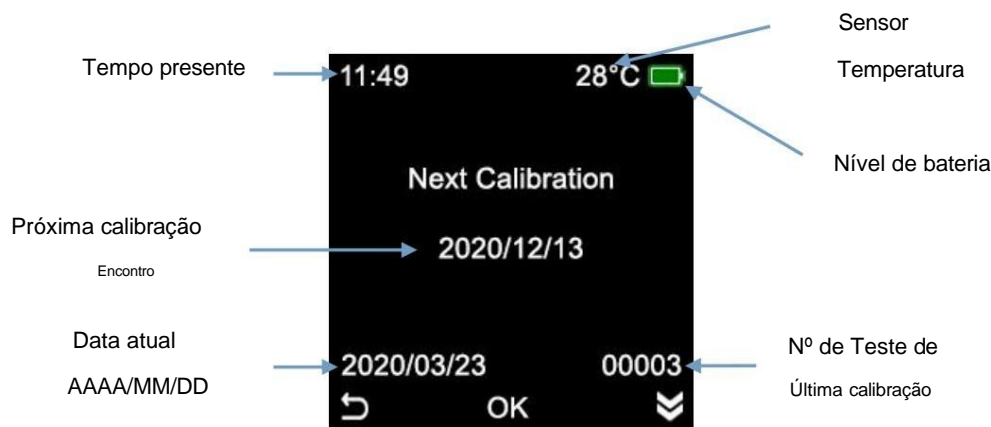 Sensor
Tempo presente
11:49 28°C
Temperatura
Nível de bateria
Next Calibration
Próxima calibração
2020/12/13
Encontro
Data atual
2020/03/23 00003
Nº de Teste de
AAAA/MM/DD
Última calibração
OK